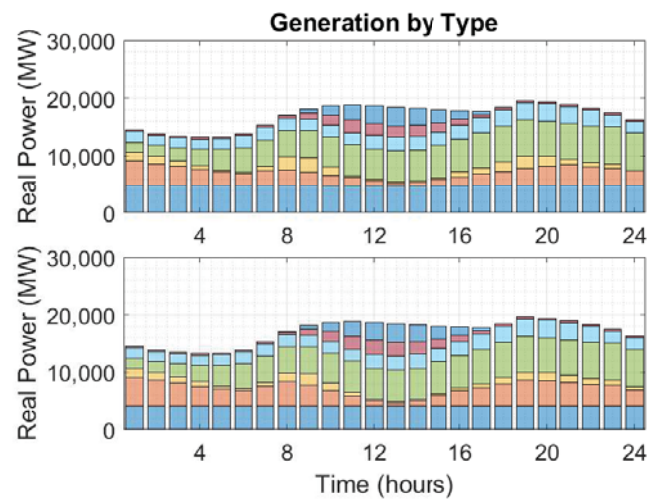 Generation by Type
Real Power (MW)
30,000
20,000
10,000
0
4 8 12 16 20 24
Real Power (MW)
30,000
20,000
10,000
0
4 8 12 16 20 24
Time (hours)